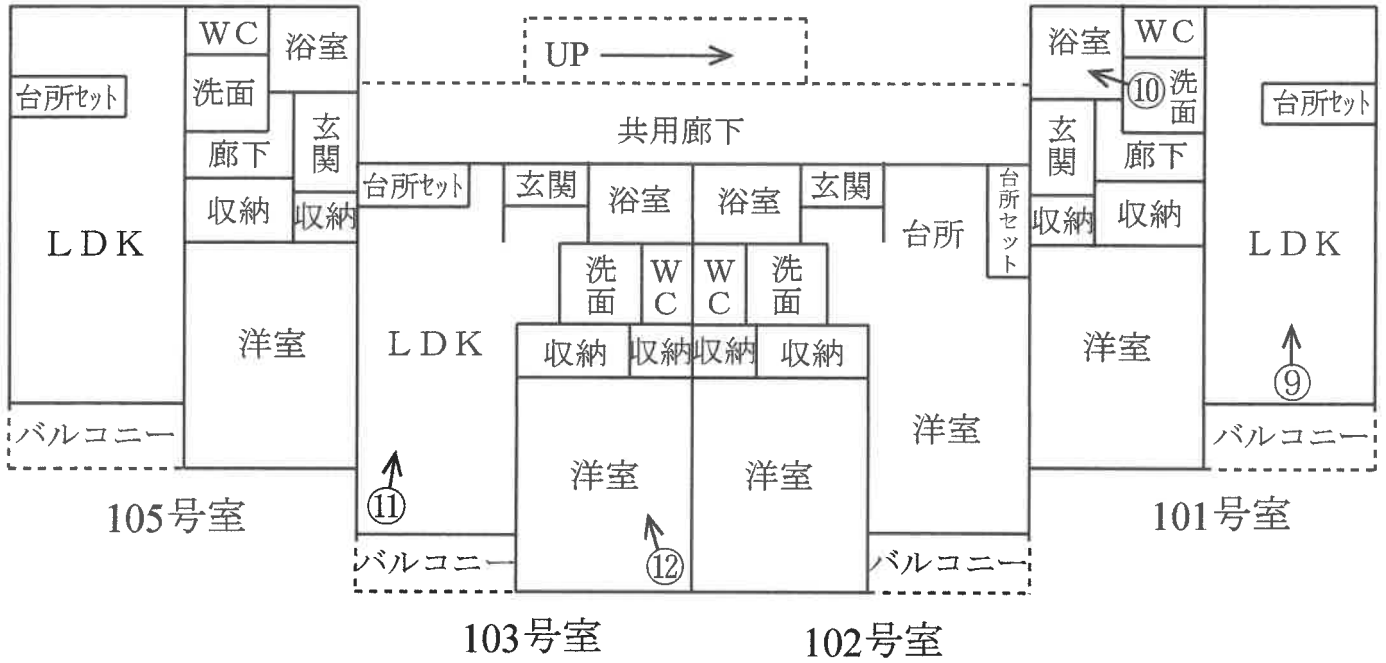 WC
浴室
洗面
台所セット
玄関
廊下
収納
収納
LDK
洋室
バルコニー
105号室
UP
共用廊下
台所セット
玄関
浴室
洗面
WC
LDK
収納
収納
洋室
⑪
⑫
バルコニー
103号室
浴室
玄関
台所
台所セット
WC
洗面
収納
収納
洋室
洋室
バルコニー
102号室
浴室
WC
⑩
洗面
台所セット
玄関
廊下
収納
収納
LDK
洋室
⑨
バルコニー
101号室